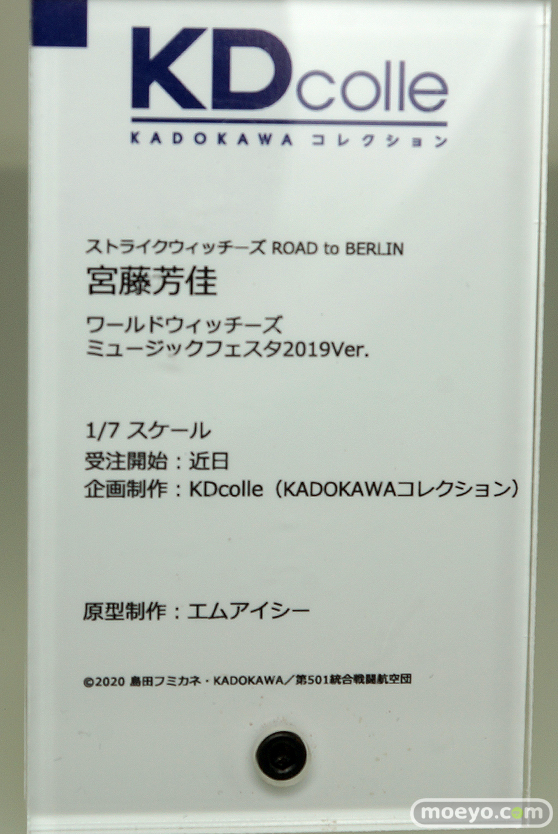 KDcolle
KADOKAWA コレクション
ストライクウィッチーズ ROAD to BERLIN
宮藤芳佳
ワールドウィッチーズ
ミュージックフェスタ2019Ver.
1/7 スケール
受注開始：近日
企画制作：KDcolle（KADOKAWAコレクション）
原型制作：エムアイシー
©2020 島田フミカネ・KADOKAWA／第501統合戦闘航空団
moeyo.com